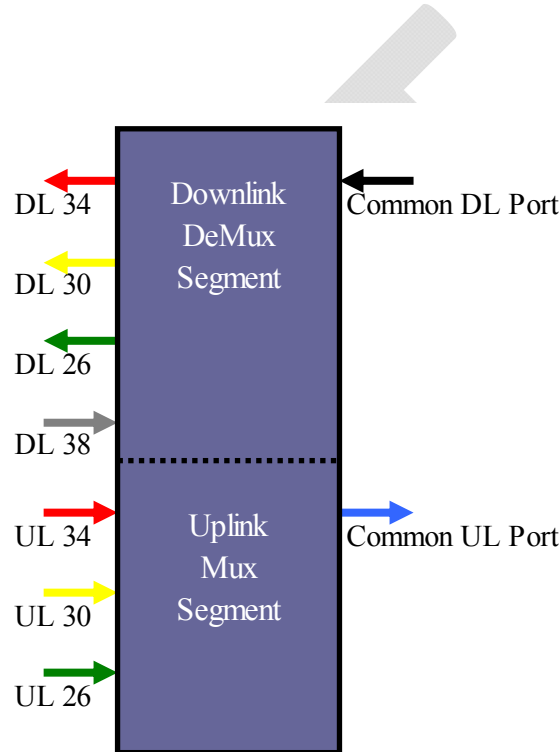 DL 34
Downlink
DeMux
Segment
Common DL Port
DL 30
DL 26
DL 38
UL 34
Uplink
Mux
Segment
Common UL Port
UL 30
UL 26